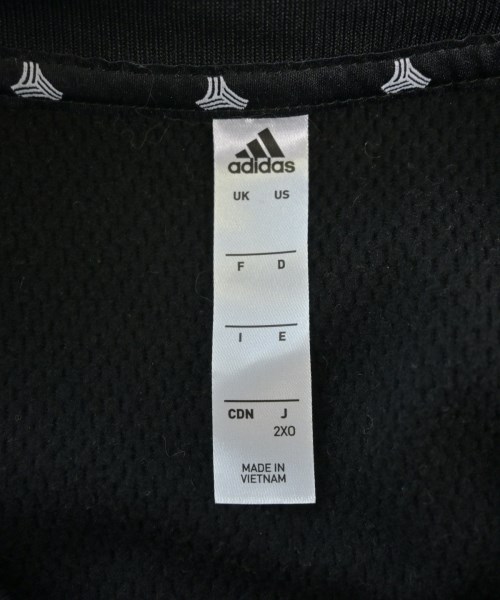 adidas
UK US
F D
I E
CDN J
2XO
MADE IN
VIETNAM